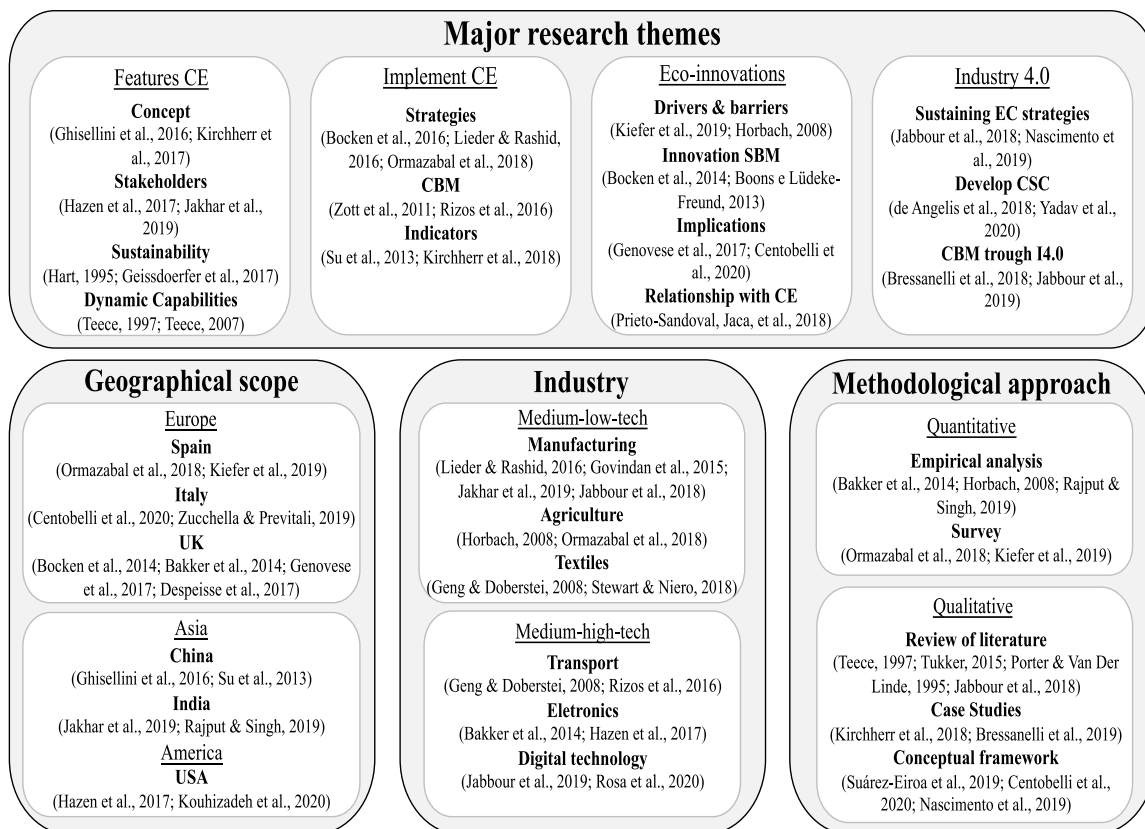 Major research themes
Features CE
Concept
(Ghisellini et al., 2016; Kirchherr et
al., 2017)
Stakeholders
(Hazen et al., 2017; Jakhar et al.,
2019)
Sustainability
(Hart, 1995; Geissdoerfer et al., 2017)
Dynamic Capabilities
(Teece, 1997; Teece, 2007)
Implement CE
Strategies
(Bocken et al., 2016; Lieder & Rashid,
2016; Ormazabal et al., 2018)
CBM
(Zott et al., 2011; Rizos et al., 2016)
Indicators
(Su et al., 2013; Kirchherr et al., 2018)
Eco-innovations
Drivers & barriers
(Kiefer et al., 2019; Horbach, 2008)
Innovation SBM
(Bocken et al., 2014; Boons e Lüdeke-
Freund, 2013)
Implications
(Genovese et al., 2017; Centobelli et
al., 2020)
Relationship with CE
(Prieto-Sandoval, Jaca, et al., 2018)
Industry 4.0
Sustaining EC strategies
(Jabbour et al., 2018; Nascimento et
al., 2019)
Develop CSC
(de Angelis et al., 2018; Yadav et al.,
2020)
CBM trough I4.0
(Bressanelli et al., 2018; Jabbour et al.,
2019)
Geographical scope
Europe
Spain
(Ormazabal et al., 2018; Kiefer et al., 2019)
Italy
(Centobelli et al., 2020; Zucchella & Previtali, 2019)
UK
(Bocken et al., 2014; Bakker et al., 2014; Genovese
et al., 2017; Despeisse et al., 2017)
Asia
China
(Ghisellini et al., 2016; Su et al., 2013)
India
(Jakhar et al., 2019; Rajput & Singh, 2019)
America
USA
(Hazen et al., 2017; Kouhizadeh et al., 2020)
Industry
Medium-low-tech
Manufacturing
(Lieder & Rashid, 2016; Govindan et al., 2015;
Jakhar et al., 2019; Jabbour et al., 2018)
Agriculture
(Horbach, 2008; Ormazabal et al., 2018)
Textiles
(Geng & Doberstei, 2008; Stewart & Niero, 2018)
Medium-high-tech
Transport
(Geng & Doberstei, 2008; Rizos et al., 2016)
Eletronics
(Bakker et al., 2014; Hazen et al., 2017)
Digital technology
(Jabbour et al., 2019; Rosa et al., 2020)
Methodological approach
Quantitative
Empirical analysis
(Bakker et al., 2014; Horbach, 2008; Rajput &
Singh, 2019)
Survey
(Ormazabal et al., 2018; Kiefer et al., 2019)
Qualitative
Review of literature
(Teece, 1997; Tukker, 2015; Porter & Van Der
Linde, 1995; Jabbour et al., 2018)
Case Studies
(Kirchherr et al., 2018; Bressanelli et al., 2019)
Conceptual framework
(Suárez-Eiroa et al., 2019; Centobelli et al.,
2020; Nascimento et al., 2019)